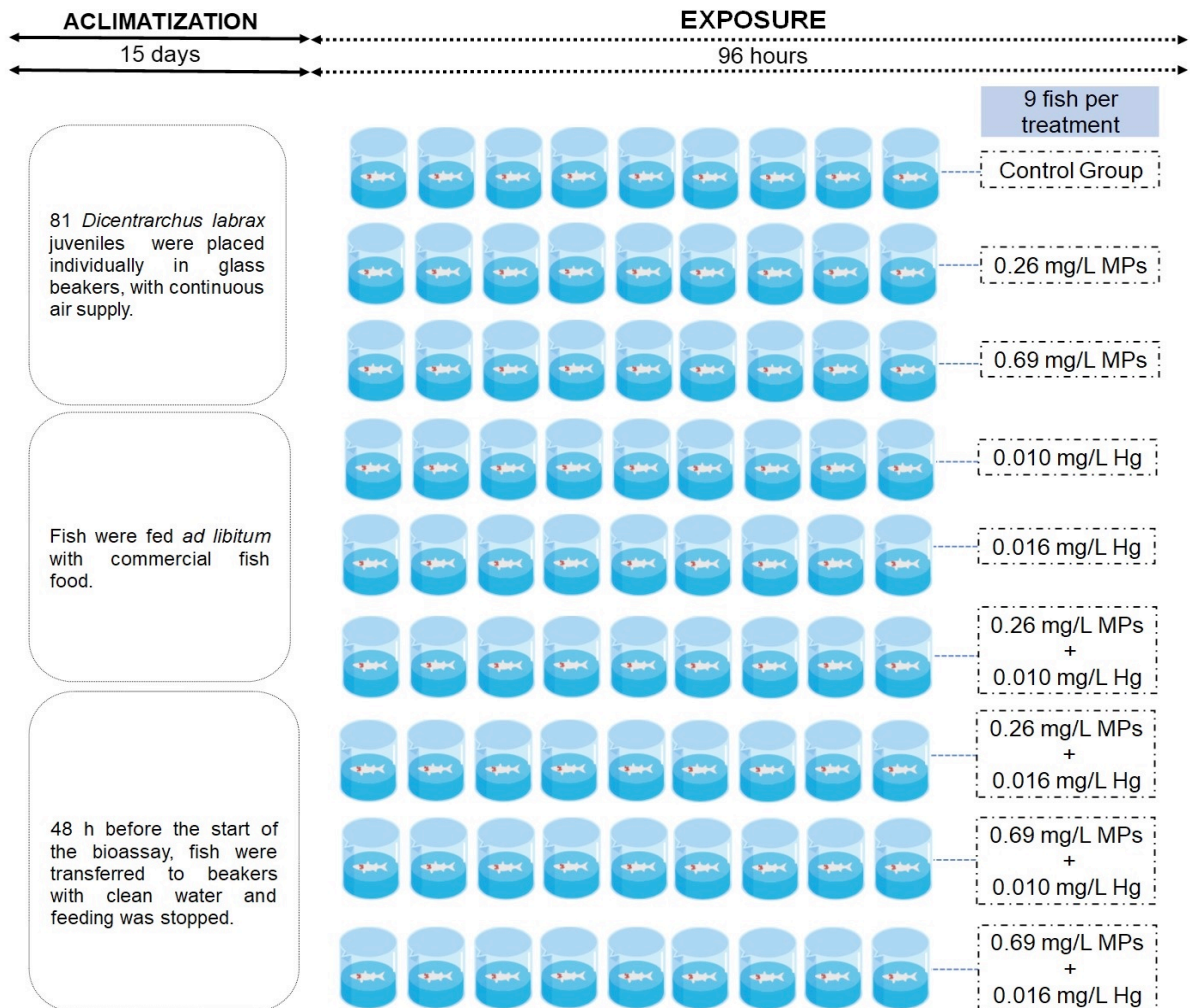 ACLIMATIZATION
EXPOSURE
15 days
96 hours
81 Dicentrarchus labrax
juveniles were placed
individually in glass
beakers, with continuous
air supply.
Fish were fed ad libitum
with commercial fish
food.
48 h before the start of
the bioassay, fish were
transferred to beakers
with clean water and
feeding was stopped.
9 fish per
treatment
Control Group
0.26 mg/L MPs
0.69 mg/L MPs
0.010 mg/L Hg
0.016 mg/L Hg
0.26 mg/L MPs
+
0.010 mg/L Hg
0.26 mg/L MPs
+
0.016 mg/L Hg
0.69 mg/L MPs
+
0.010 mg/L Hg
0.69 mg/L MPs
+
0.016 mg/L Hg